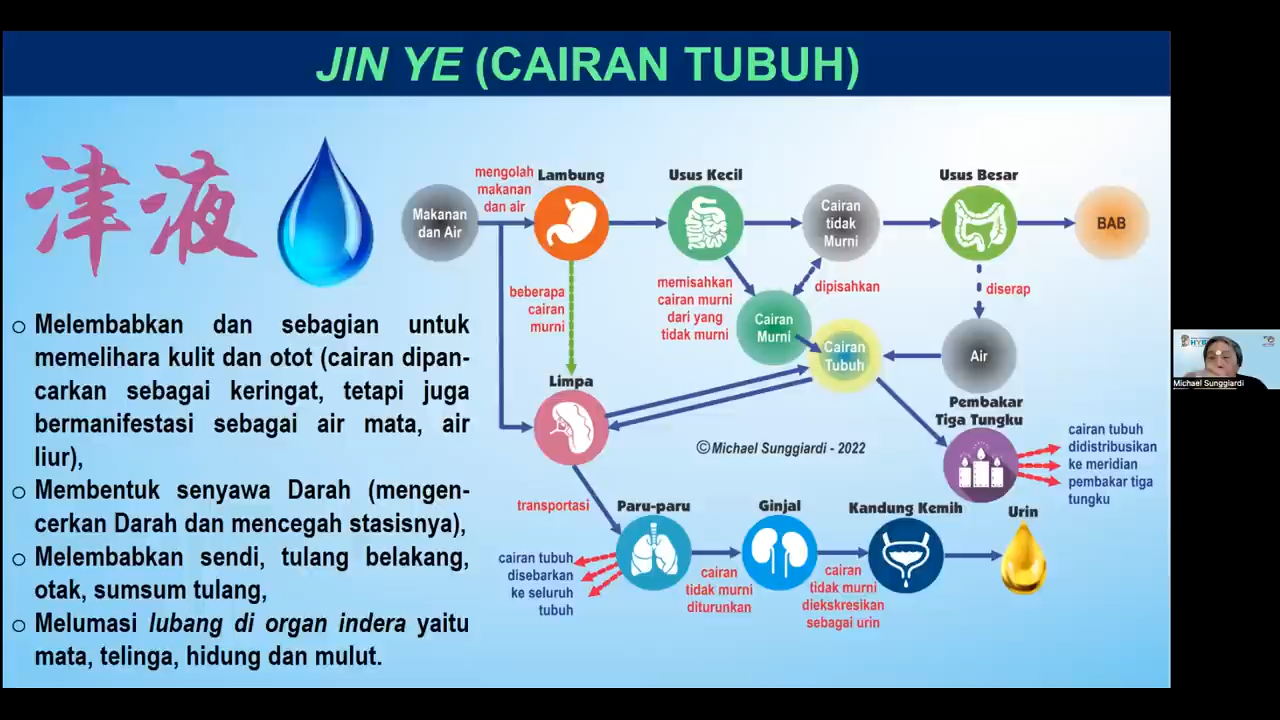 JIN YE (CAIRAN TUBUH)
津液
○ Melembabkan dan sebagian untuk
memelihara kulit dan otot (cairan dipan-
carkan sebagai keringat, tetapi juga
bermanifestasi sebagai air mata, air
liur),
○ Membentuk senyawa Darah (mengen-
cerkan Darah dan mencegah stasisnya),
○ Melembabkan sendi, tulang belakang,
otak, sumsum tulang,
○ Melumasi lubang di organ indera yaitu
mata, telinga, hidung dan mulut.
Makanan
dan Air
mengolah
makanan
dan air
Lambung
Usus Kecil
Cairan
tidak
Murni
Usus Besar
BAB
beberapa
cairan
murni
memisahkan
cairan murni
dari yang
tidak murni
dipisahkan
diserap
Cairan
Murni
Cairan
Tubuh
Air
Limpa
Pembakar
Tiga Tungku
cairan tubuh
didistribusikan
ke meridian
pembakar tiga
tungku
©Michael Sunggiardi - 2022
transportasi
Paru-paru
Ginjal
Kandung Kemih
Urin
cairan tubuh
disebarkan
ke seluruh
tubuh
cairan
tidak murni
diturunkan
cairan
tidak murni
diekskresikan
sebagai urin
Michael Sunggiardi